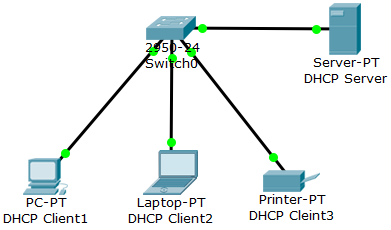 2950-24
Switch0
Server-PT
DHCP Server
PC-PT
DHCP Client1
Laptop-PT
DHCP Client2
Printer-PT
DHCP Cleint3